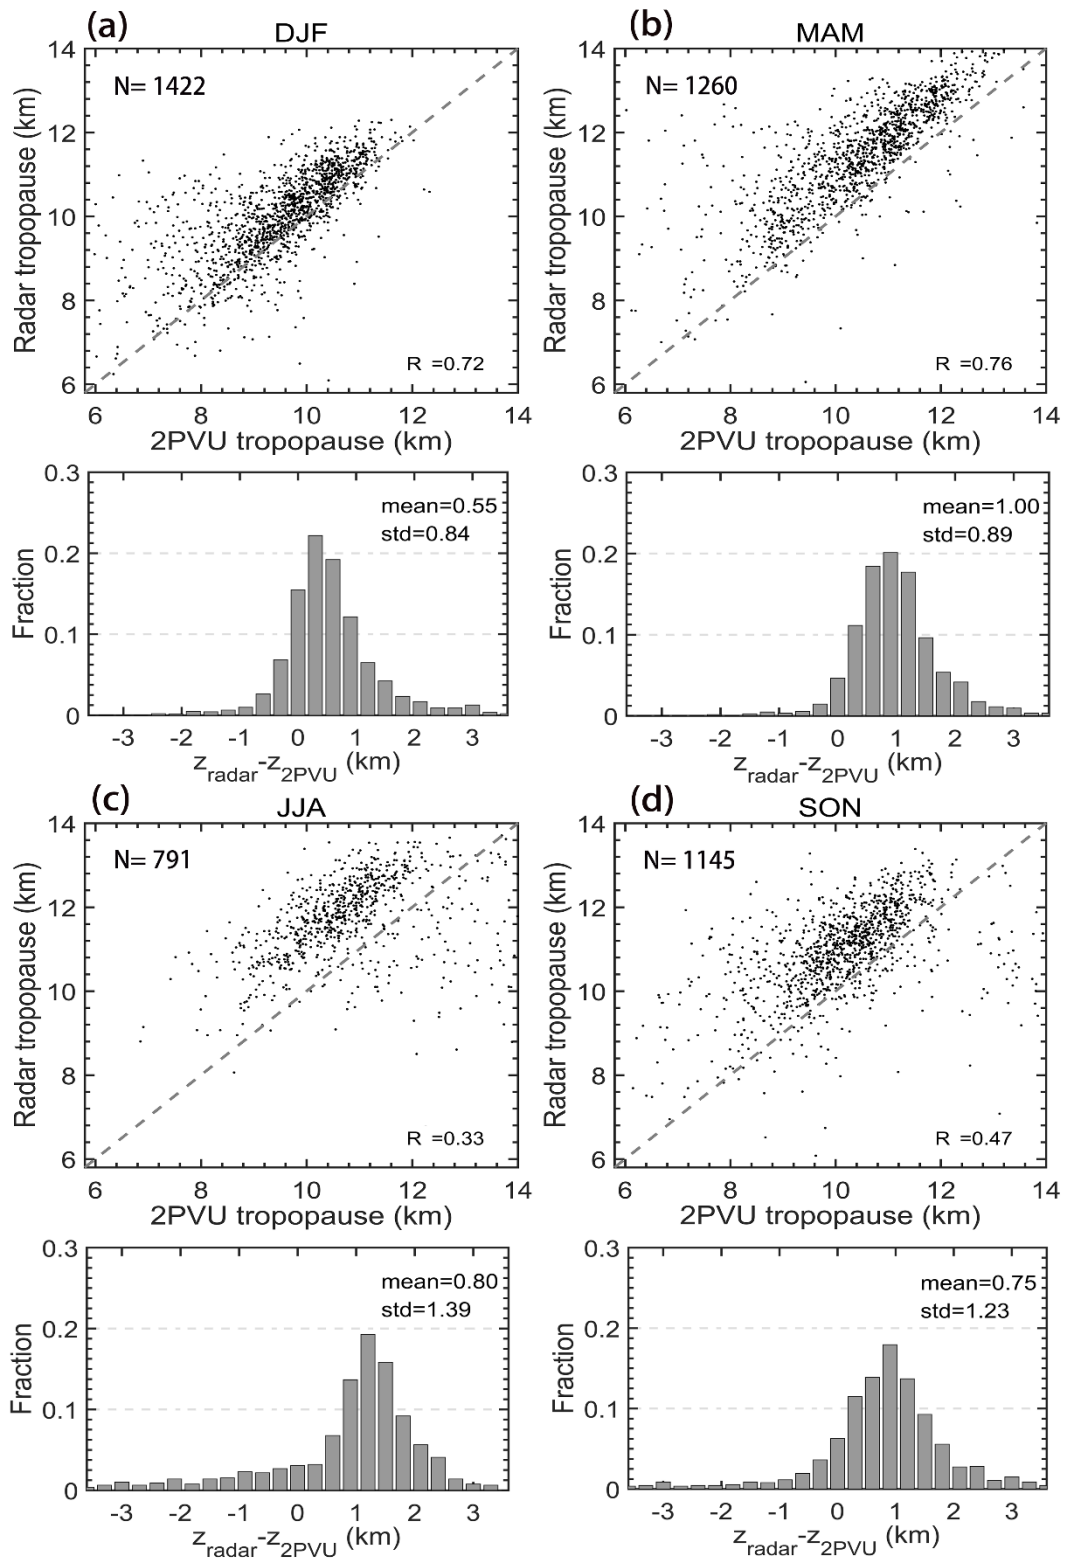 (a) DJF
14
12
10
8
6
Radar tropopause (km)
N= 1422
R =0.72
6 8 10 12 14
2PVU tropopause (km)
0.3
0.2
0.1
0
Fraction
mean=0.55
std=0.84
-3 -2 -1 0 1 2 3
z_radar-z_2PVU (km)
(b) MAM
14
12
10
8
6
Radar tropopause (km)
N= 1260
R =0.76
6 8 10 12 14
2PVU tropopause (km)
0.3
0.2
0.1
0
Fraction
mean=1.00
std=0.89
-3 -2 -1 0 1 2 3
z_radar-z_2PVU (km)
(c) JJA
14
12
10
8
6
Radar tropopause (km)
N= 791
R =0.33
6 8 10 12 14
2PVU tropopause (km)
0.3
0.2
0.1
0
Fraction
mean=0.80
std=1.39
-3 -2 -1 0 1 2 3
z_radar-z_2PVU (km)
(d) SON
14
12
10
8
6
Radar tropopause (km)
N= 1145
R =0.47
6 8 10 12 14
2PVU tropopause (km)
0.3
0.2
0.1
0
Fraction
mean=0.75
std=1.23
-3 -2 -1 0 1 2 3
z_radar-z_2PVU (km)